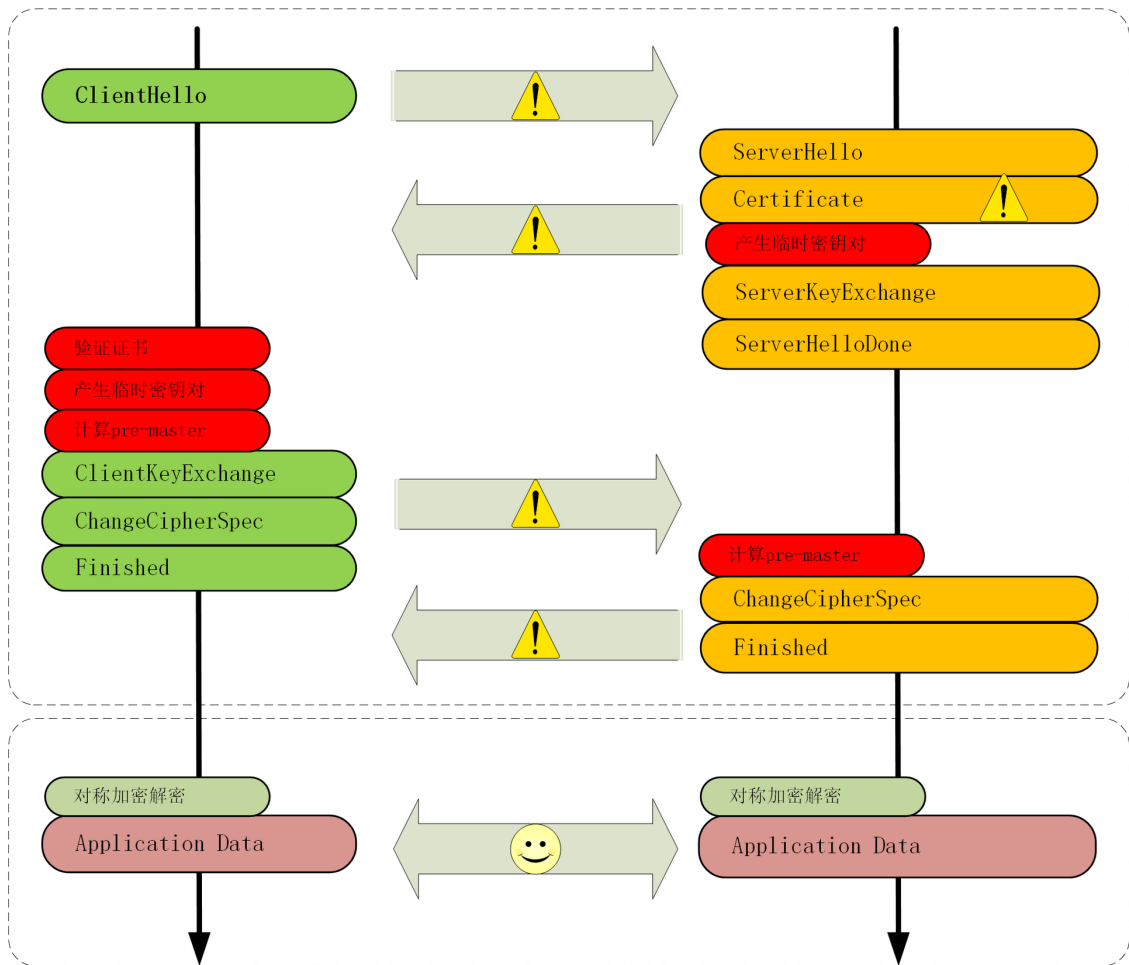 ClientHello
ServerHello
Certificate
产生临时密钥对
ServerKeyExchange
ServerHelloDone
验证证书
产生临时密钥对
计算pre-master
ClientKeyExchange
ChangeCipherSpec
Finished
计算pre-master
ChangeCipherSpec
Finished
对称加密解密
Application Data
对称加密解密
Application Data